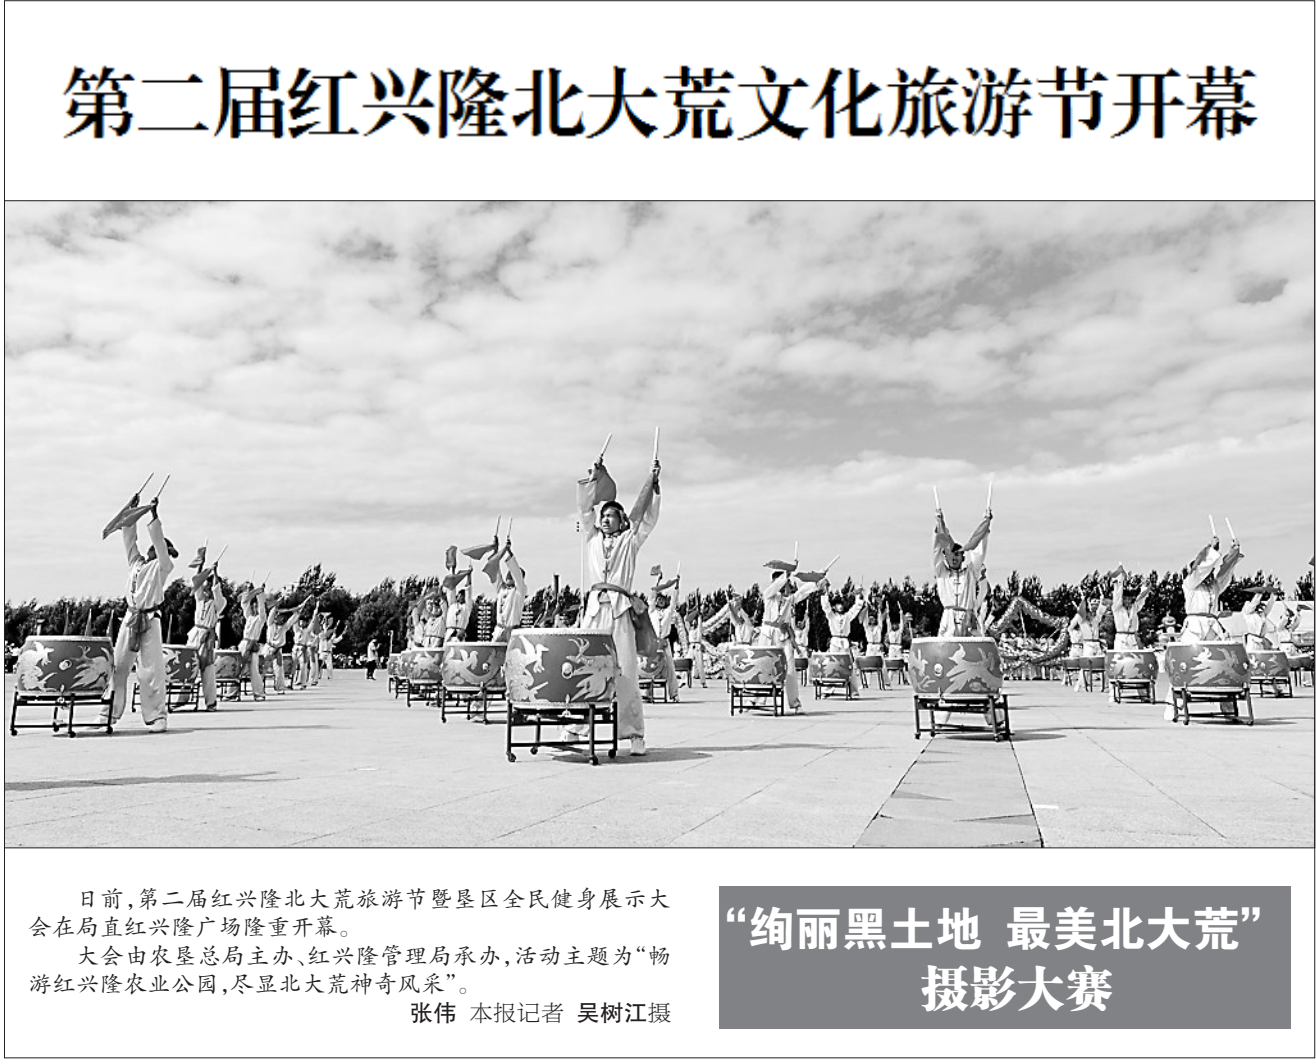 第二届红兴隆北大荒文化旅游节开幕
日前，第二届红兴隆北大荒旅游节暨垦区全民健身展示大
会在局直红兴隆广场隆重开幕。
大会由农垦总局主办、红兴隆管理局承办，活动主题为“畅
游红兴隆农业公园，尽显北大荒神奇风采”。
张伟 本报记者 吴树江摄
“绚丽黑土地 最美北大荒”
摄影大赛